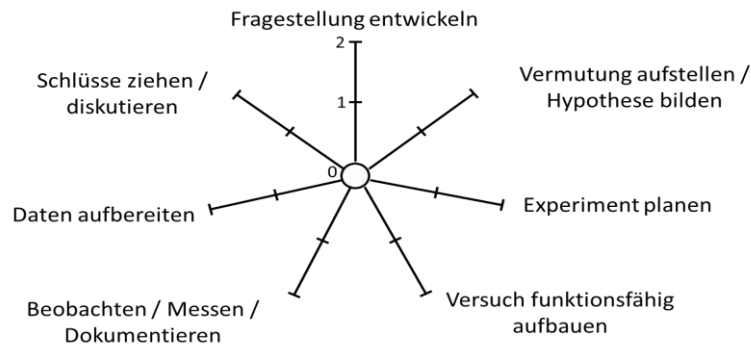 Fragestellung entwickeln
2
1
0
Vermutung aufstellen /
Hypothese bilden
Experiment planen
Versuch funktionsfähig
aufbauen
Beobachten / Messen /
Dokumentieren
Daten aufbereiten
Schlüsse ziehen /
diskutieren